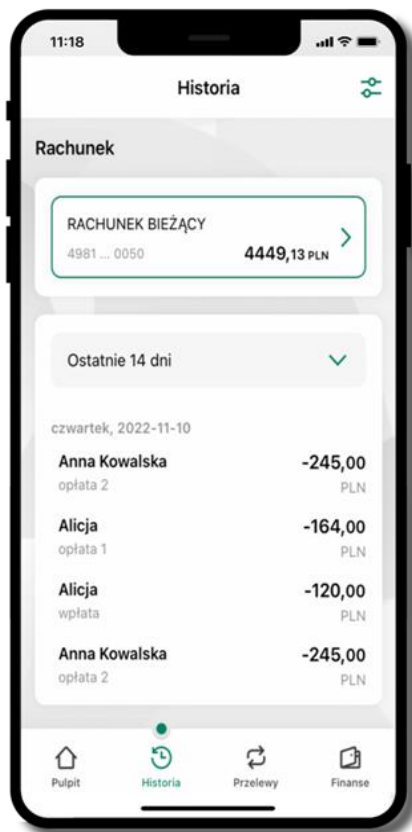 11:18
Historia
Rachunek
RACHUNEK BIEŻĄCY
4981 ... 0050 4449,13 PLN
Ostatnie 14 dni
czwartek, 2022-11-10
Anna Kowalska -245,00
opłata 2 PLN
Alicja -164,00
opłata 1 PLN
Alicja -120,00
wpłata PLN
Anna Kowalska -245,00
opłata 2 PLN
Pulpit Historia Przelewy Finanse